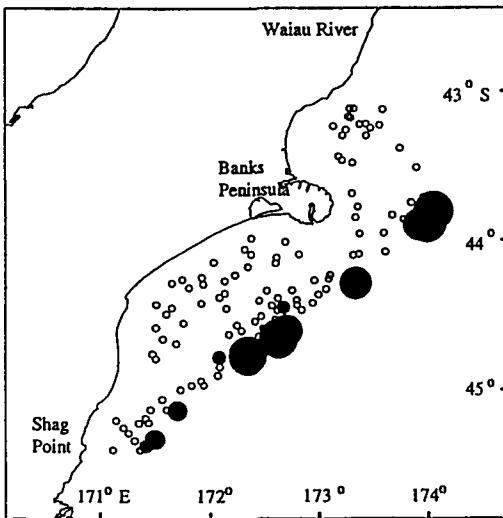 Waiau River
43° S
Banks
Peninsula
44°
45°
Shag
Point
171° E
172°
173°
174°